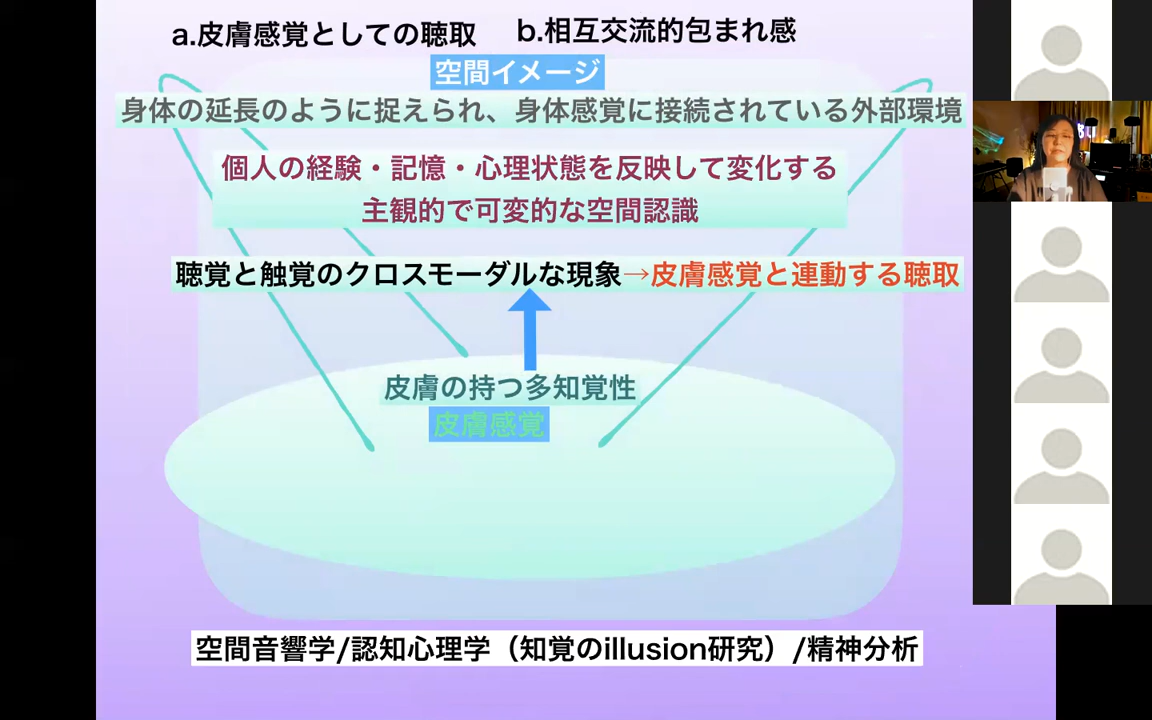 a.皮膚感覚としての聴取 b.相互交流的包まれ感
空間イメージ
身体の延長のように捉えられ、身体感覚に接続されている外部環境
個人の経験・記憶・心理状態を反映して変化する
主観的で可変的な空間認識
聴覚と触覚のクロスモーダルな現象→皮膚感覚と連動する聴取
皮膚の持つ多知覚性
皮膚感覚
空間音響学/認知心理学（知覚のillusion研究）/精神分析